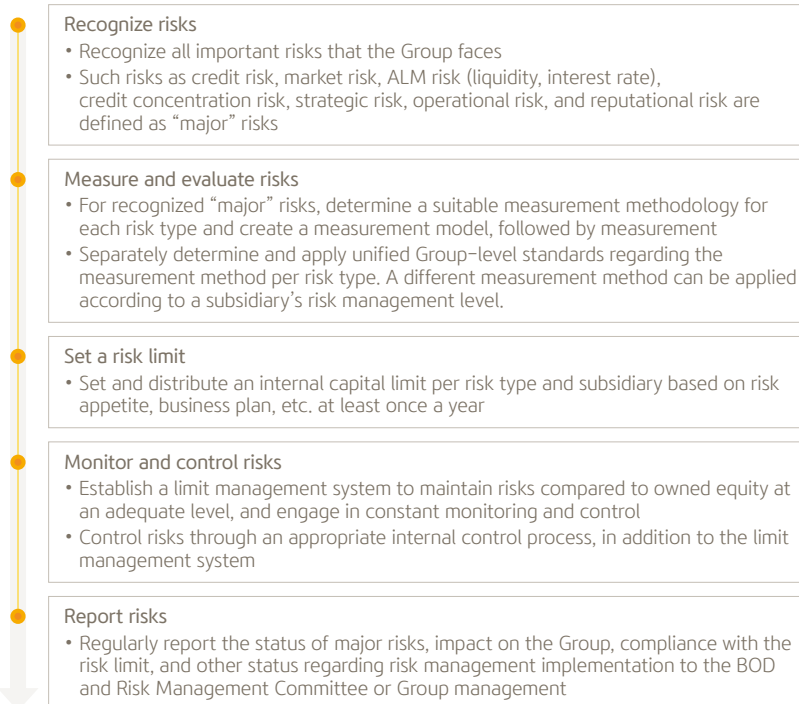 Recognize risks
• Recognize all important risks that the Group faces
• Such risks as credit risk, market risk, ALM risk (liquidity, interest rate),
credit concentration risk, strategic risk, operational risk, and reputational risk are
defined as “major” risks
Measure and evaluate risks
• For recognized “major” risks, determine a suitable measurement methodology for
each risk type and create a measurement model, followed by measurement
• Separately determine and apply unified Group-level standards regarding the
measurement method per risk type. A different measurement method can be applied
according to a subsidiary’s risk management level.
Set a risk limit
• Set and distribute an internal capital limit per risk type and subsidiary based on risk
appetite, business plan, etc. at least once a year
Monitor and control risks
• Establish a limit management system to maintain risks compared to owned equity at
an adequate level, and engage in constant monitoring and control
• Control risks through an appropriate internal control process, in addition to the limit
management system
Report risks
• Regularly report the status of major risks, impact on the Group, compliance with the
risk limit, and other status regarding risk management implementation to the BOD
and Risk Management Committee or Group management